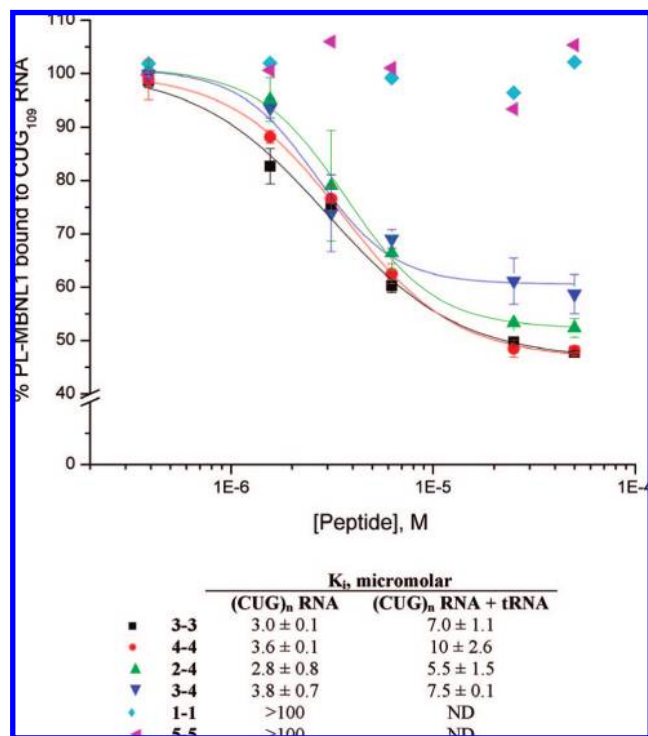 110
100
90
80
70
60
50
40
0
% PL-MBNL1 bound to CUG109 RNA
1E-6 1E-5 1E-4
[Peptide], M
Ki, micromolar
(CUG)n RNA (CUG)n RNA + tRNA
3-3 3.0 ± 0.1 7.0 ± 1.1
4-4 3.6 ± 0.1 10 ± 2.6
2-4 2.8 ± 0.8 5.5 ± 1.5
3-4 3.8 ± 0.7 7.5 ± 0.1
1-1 >100 ND
5-5 >100 ND